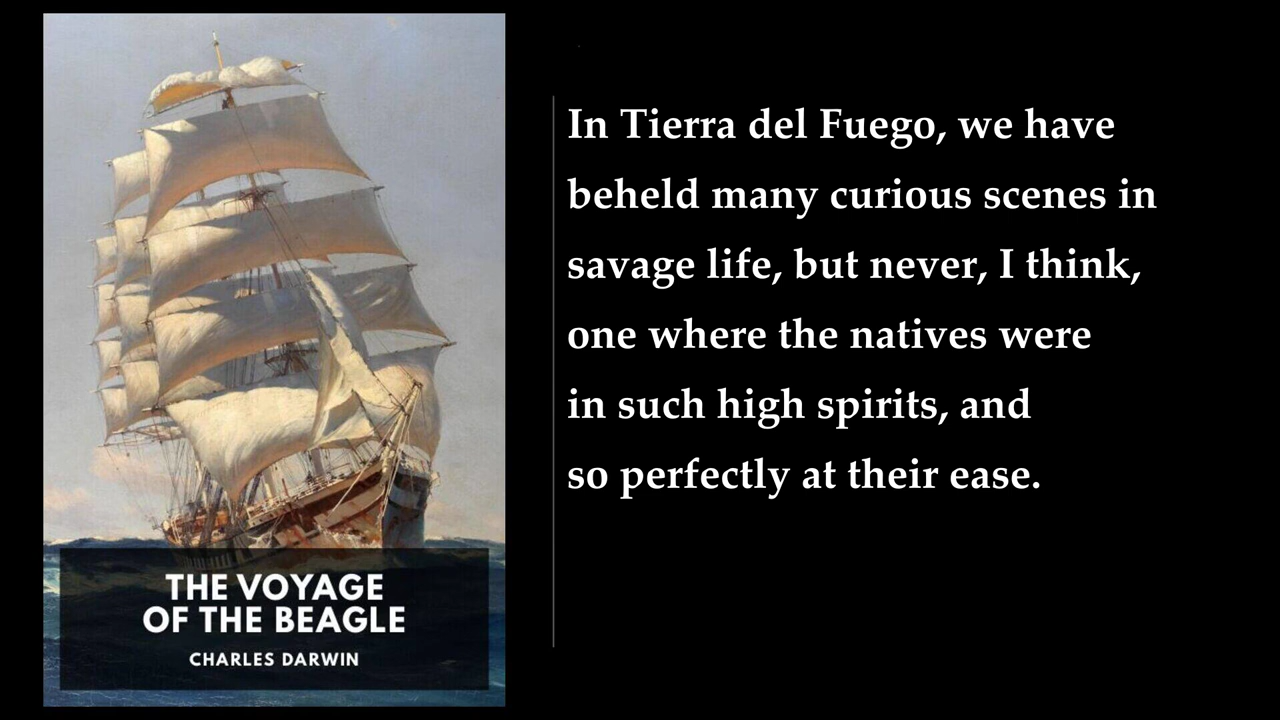 THE VOYAGE
OF THE BEAGLE
CHARLES DARWIN
In Tierra del Fuego, we have
beheld many curious scenes in
savage life, but never, I think,
one where the natives were
in such high spirits, and
so perfectly at their ease.